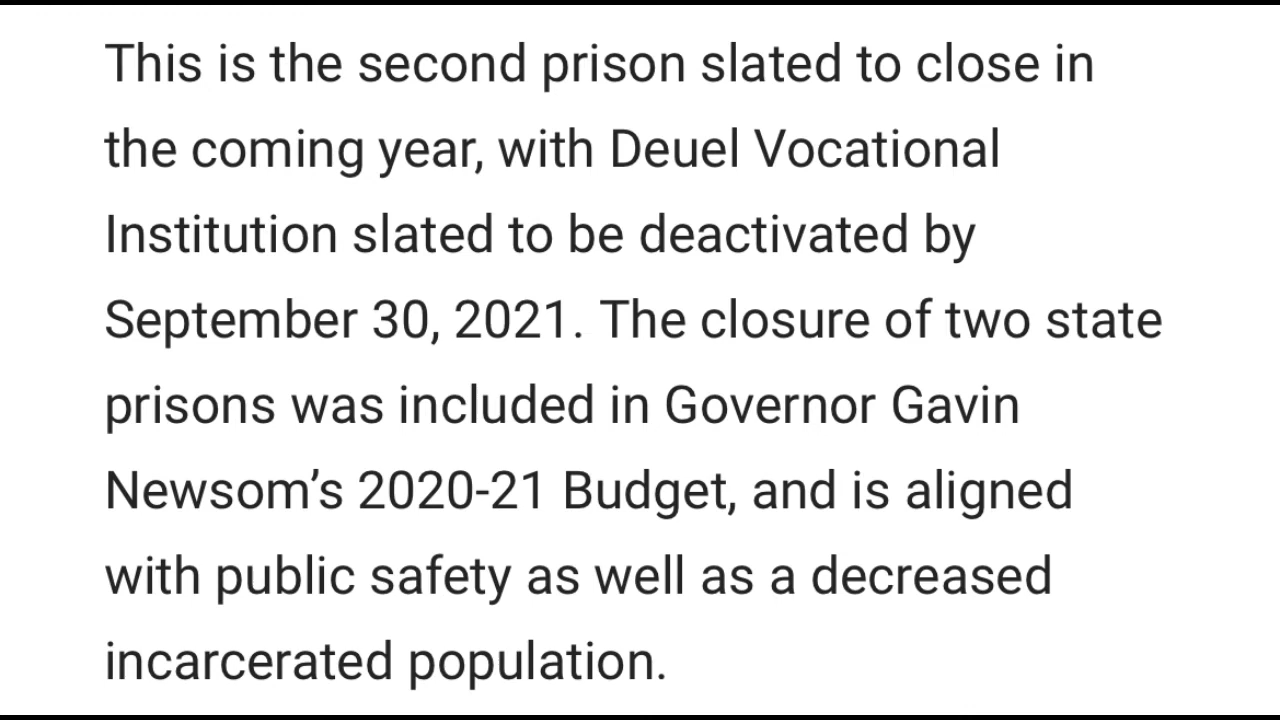 This is the second prison slated to close in
the coming year, with Deuel Vocational
Institution slated to be deactivated by
September 30, 2021. The closure of two state
prisons was included in Governor Gavin
Newsom’s 2020-21 Budget, and is aligned
with public safety as well as a decreased
incarcerated population.